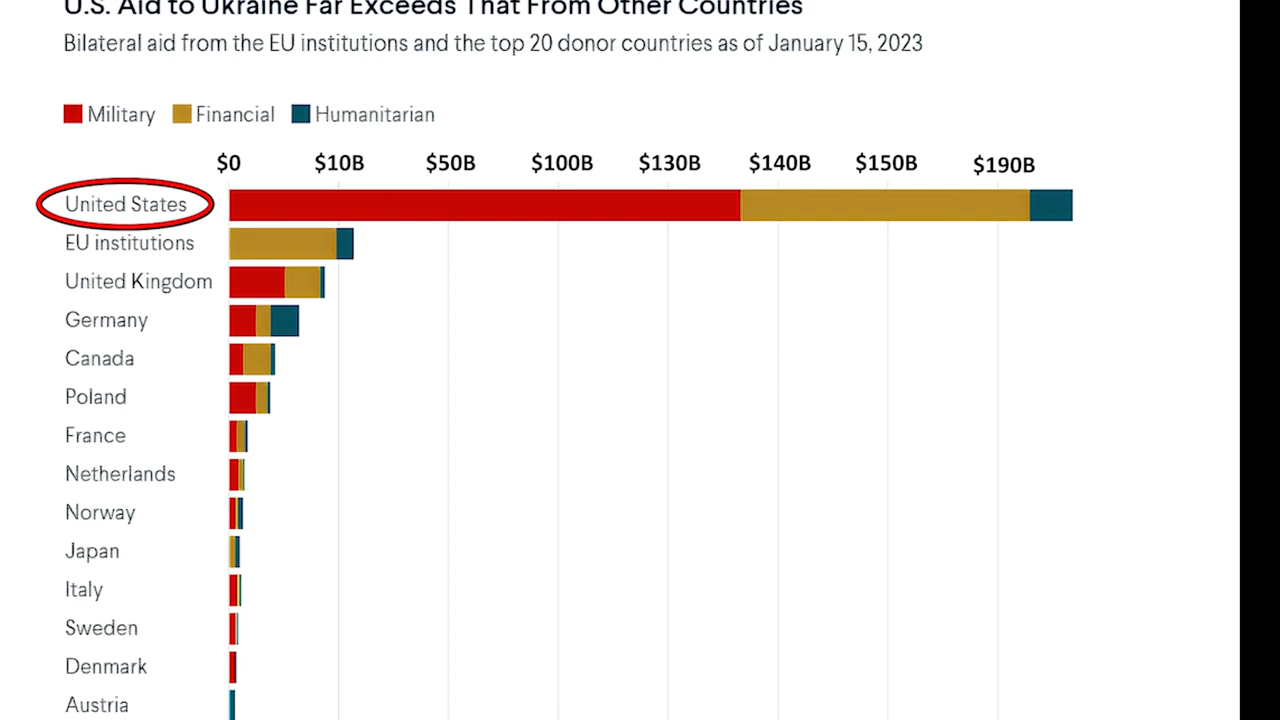 U.S. Aid to Ukraine Far Exceeds That From Other Countries
Bilateral aid from the EU institutions and the top 20 donor countries as of January 15, 2023
Military Financial Humanitarian
$0 $10B $50B $100B $130B $140B $150B $190B
United States
EU institutions
United Kingdom
Germany
Canada
Poland
France
Netherlands
Norway
Japan
Italy
Sweden
Denmark
Austria